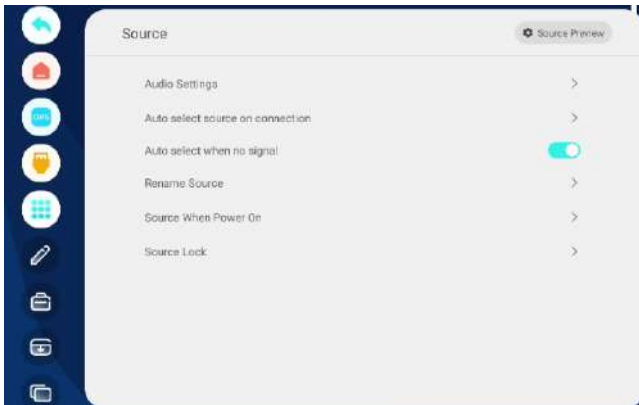 Source
Source Preview
Audio Settings
Auto select source on connection
Auto select when no signal
Rename Source
Source When Power On
Source Lock
OPS